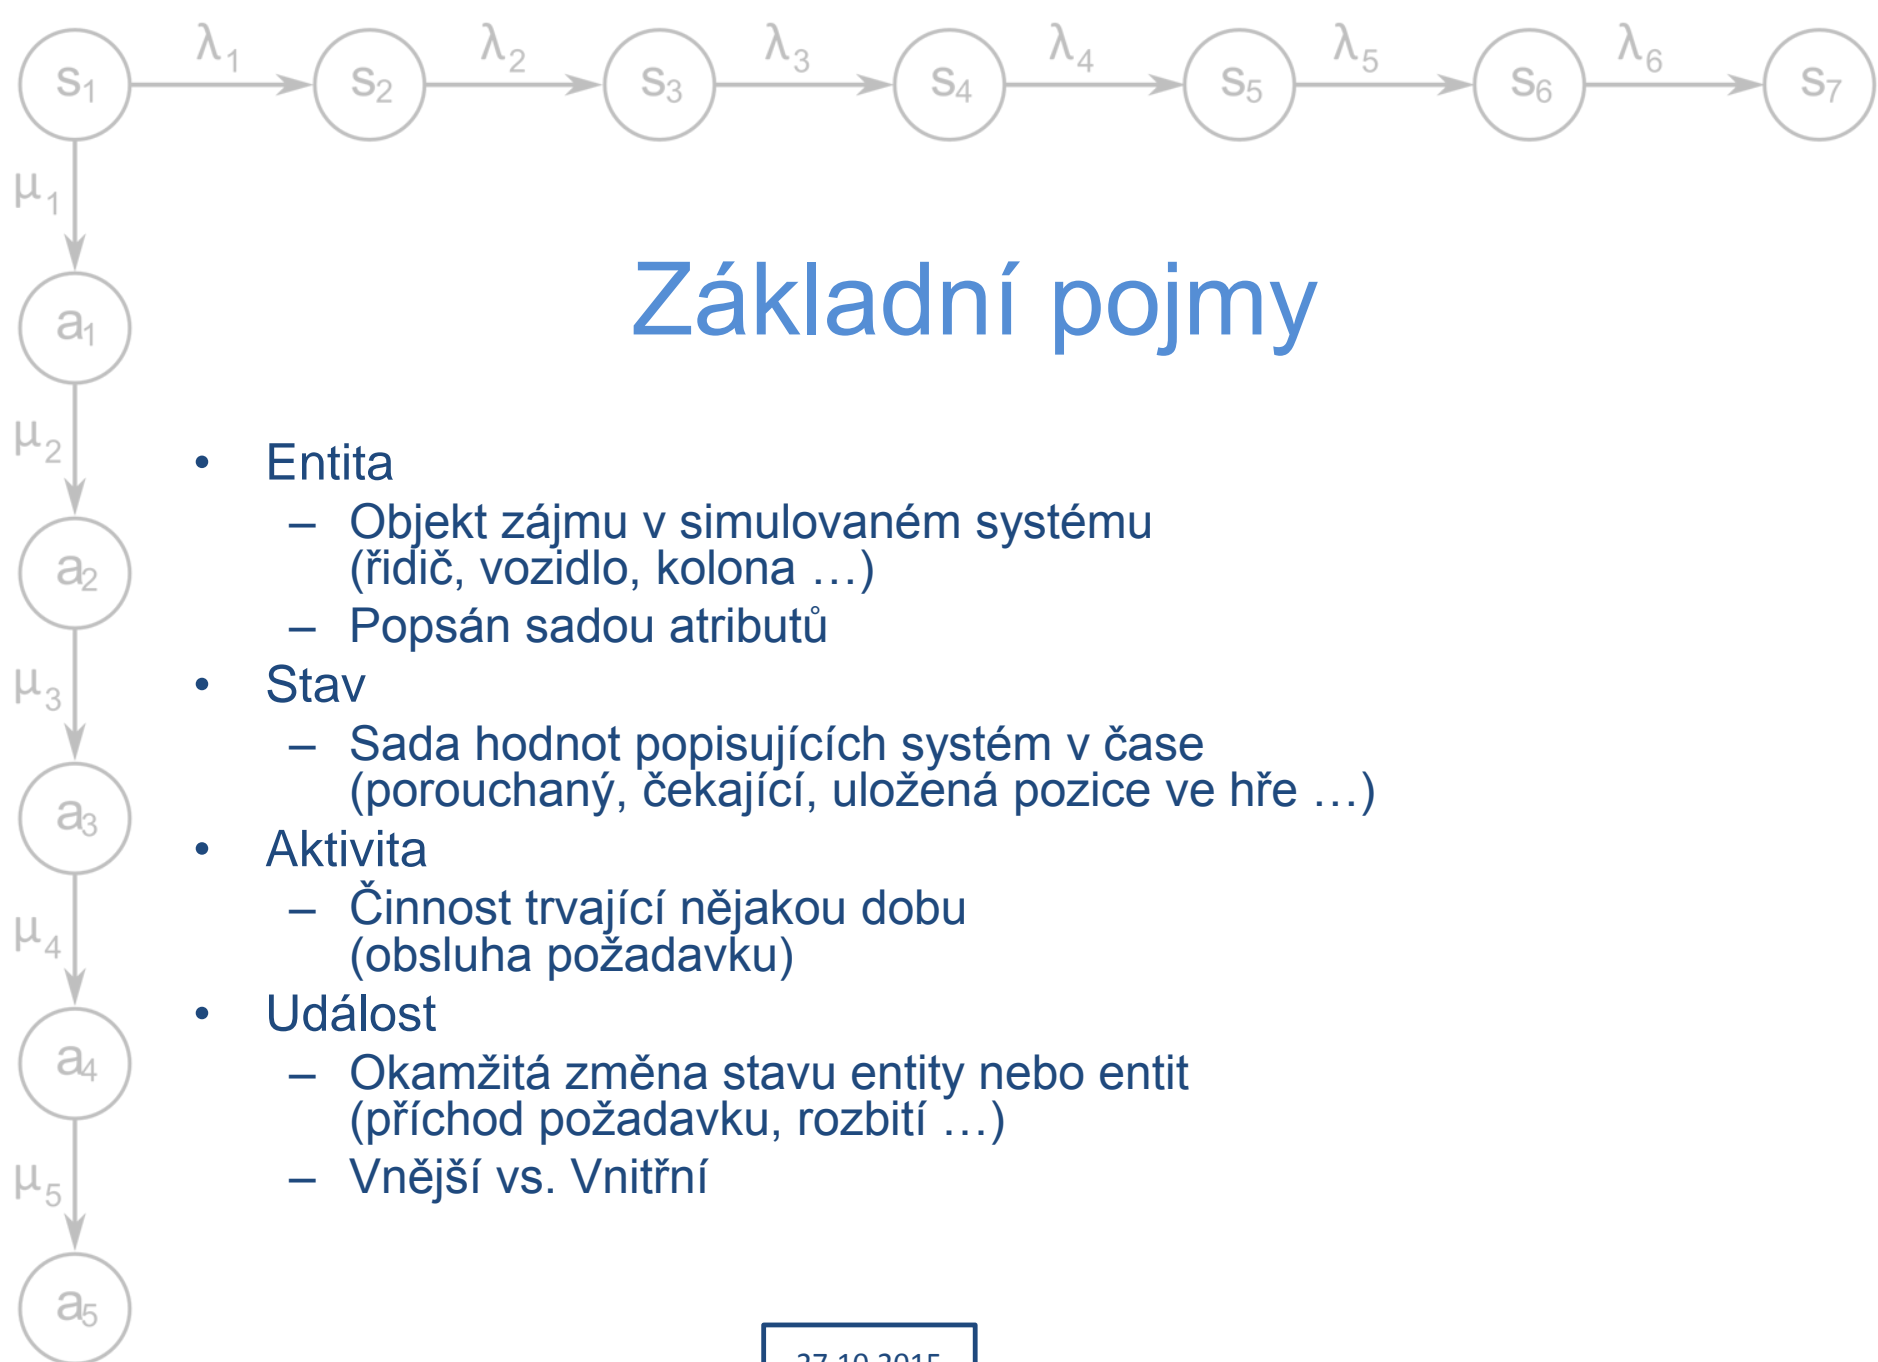 s1 λ1 s2 λ2 s3 λ3 s4 λ4 s5 λ5 s6 λ6 s7
μ1
a1
μ2
a2
μ3
a3
μ4
a4
μ5
a5
Základní pojmy
• Entita
– Objekt zájmu v simulovaném systému
(řidič, vozidlo, kolona …)
– Popsán sadou atributů
• Stav
– Sada hodnot popisujících systém v čase
(porouchaný, čekající, uložená pozice ve hře …)
• Aktivita
– Činnost trvající nějakou dobu
(obsluha požadavku)
• Událost
– Okamžitá změna stavu entity nebo entit
(příchod požadavku, rozbití …)
– Vnější vs. Vnitřní
27.10.2015